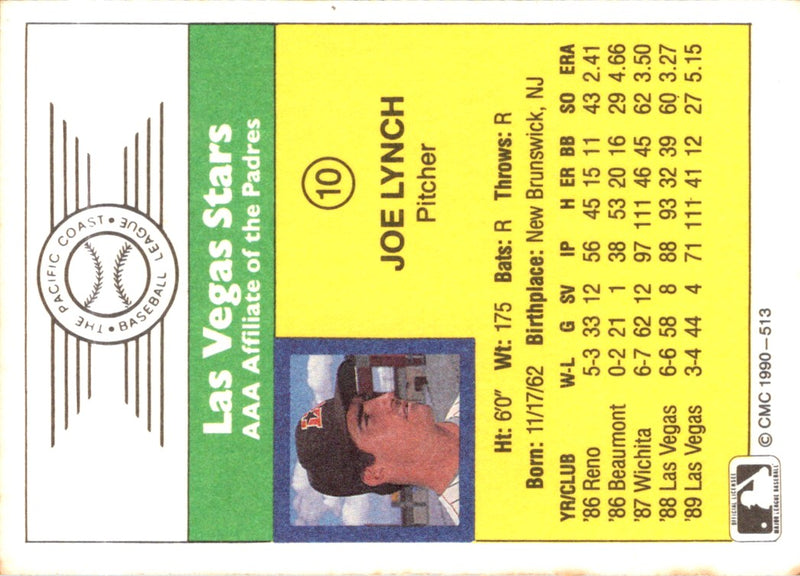 THE PACIFIC COAST
BASEBALL LEAGUE
Las Vegas Stars
AAA Affiliate of the Padres
10
JOE LYNCH
Pitcher
Ht: 6'0" Wt: 175 Bats: R Throws: R
Born: 11/17/62 Birthplace: New Brunswick, NJ
YR/CLUB W-L G SV IP H ER BB SO ERA
'86 Reno 5-3 33 12 56 45 15 11 43 2.41
'86 Beaumont 0-2 21 1 38 53 20 16 29 4.66
'87 Wichita 6-7 62 12 97 111 46 45 62 3.50
'88 Las Vegas 6-6 58 8 88 93 32 39 60 3.27
'89 Las Vegas 3-4 44 4 71 111 41 12 27 5.15
© CMC 1990—513
OFFICIAL LICENSEE
MAJOR LEAGUE BASEBALL